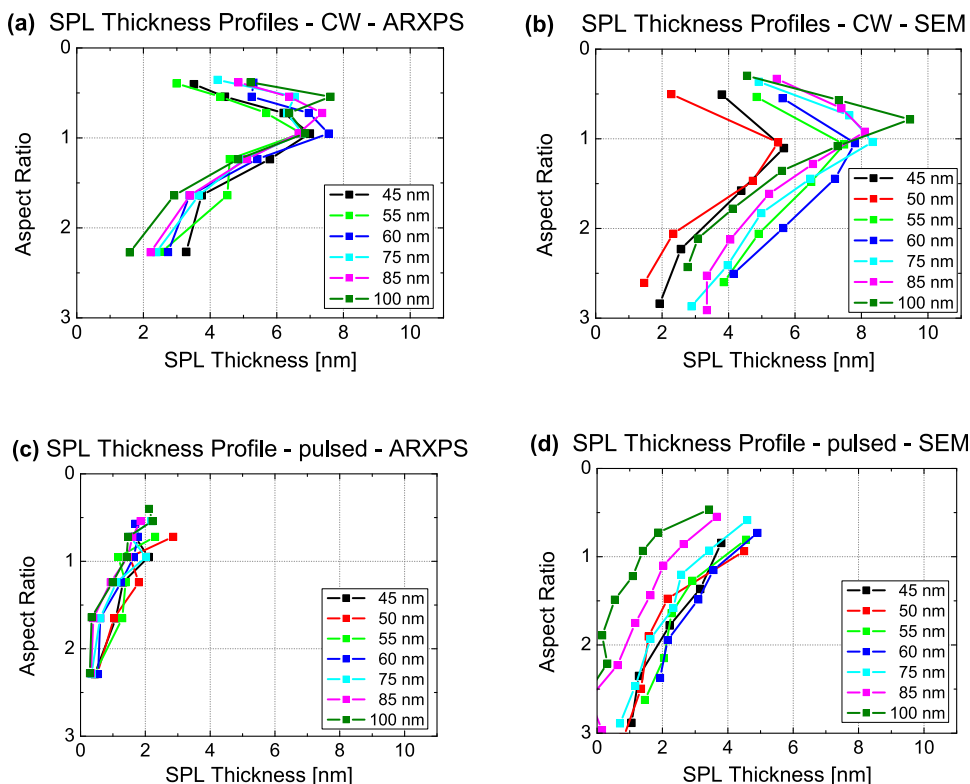 (a) SPL Thickness Profiles - CW - ARXPS
0
1
2
3
Aspect Ratio
45 nm
55 nm
60 nm
75 nm
85 nm
100 nm
0 2 4 6 8 10
SPL Thickness [nm]
(b) SPL Thickness Profiles - CW - SEM
0
1
2
3
Aspect Ratio
45 nm
50 nm
55 nm
60 nm
75 nm
85 nm
100 nm
0 2 4 6 8 10
SPL Thickness [nm]
(c) SPL Thickness Profile - pulsed - ARXPS
0
1
2
3
Aspect Ratio
45 nm
50 nm
55 nm
60 nm
75 nm
85 nm
100 nm
0 2 4 6 8 10
SPL Thickness [nm]
(d) SPL Thickness Profile - pulsed - SEM
0
1
2
3
Aspect Ratio
45 nm
50 nm
55 nm
60 nm
75 nm
85 nm
100 nm
0 2 4 6 8 10
SPL Thickness [nm]